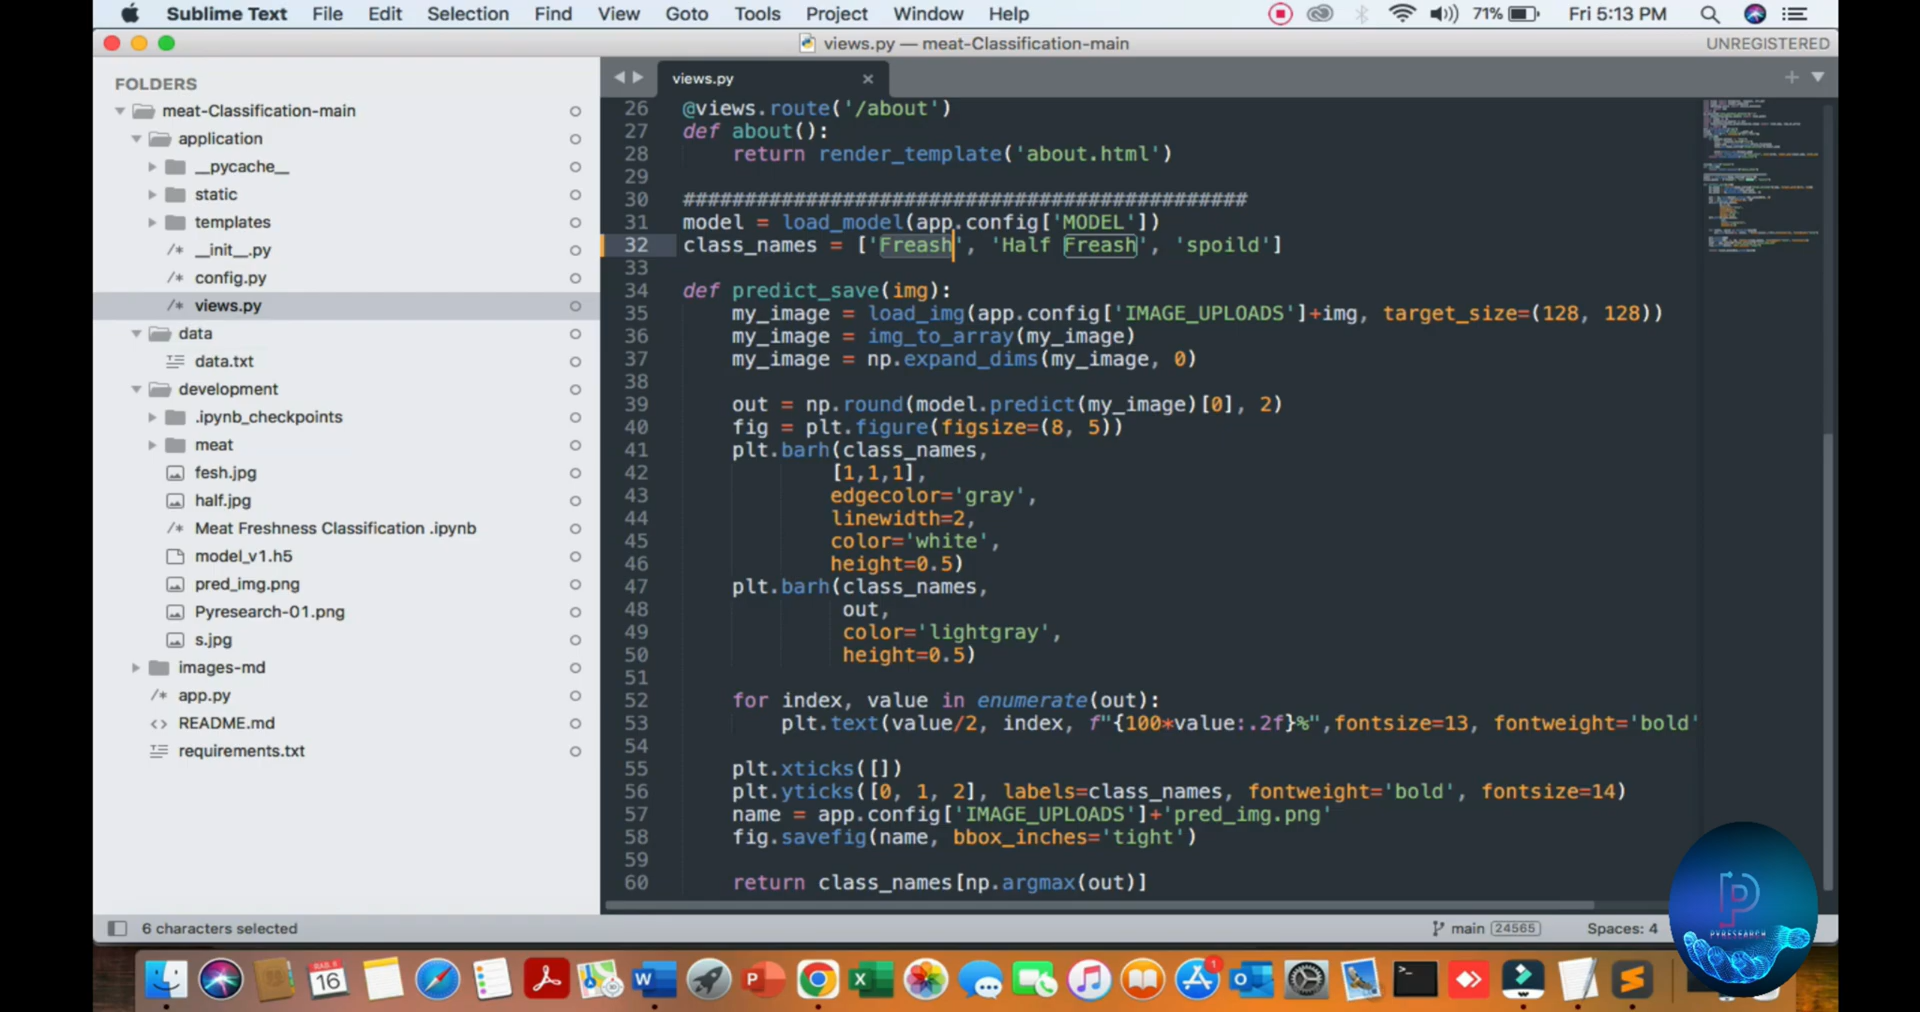 Sublime Text File Edit Selection Find View Goto Tools Project Window Help 71% Fri 5:13 PM
views.py — meat-Classification-main UNREGISTERED
FOLDERS
meat-Classification-main
application
__pycache__
static
templates
/* __init__.py
/* config.py
/* views.py
data
data.txt
development
.ipynb_checkpoints
meat
fesh.jpg
half.jpg
/* Meat Freshness Classification .ipynb
model_v1.h5
pred_img.png
Pyresearch-01.png
s.jpg
images-md
/* app.py
<> README.md
requirements.txt
views.py ×
26 @views.route('/about')
27 def about():
28     return render_template('about.html')
29
30 ##############################################
31 model = load_model(app.config['MODEL'])
32 class_names = ['Freash', 'Half Freash', 'spoild']
33
34 def predict_save(img):
35     my_image = load_img(app.config['IMAGE_UPLOADS']+img, target_size=(128, 128))
36     my_image = img_to_array(my_image)
37     my_image = np.expand_dims(my_image, 0)
38
39     out = np.round(model.predict(my_image)[0], 2)
40     fig = plt.figure(figsize=(8, 5))
41     plt.barh(class_names,
42             [1,1,1],
43             edgecolor='gray',
44             linewidth=2,
45             color='white',
46             height=0.5)
47     plt.barh(class_names,
48              out,
49              color='lightgray',
50              height=0.5)
51
52     for index, value in enumerate(out):
53         plt.text(value/2, index, f"{100*value:.2f}%",fontsize=13, fontweight='bold'
54
55     plt.xticks([])
56     plt.yticks([0, 1, 2], labels=class_names, fontweight='bold', fontsize=14)
57     name = app.config['IMAGE_UPLOADS']+'pred_img.png'
58     fig.savefig(name, bbox_inches='tight')
59
60     return class_names[np.argmax(out)]
6 characters selected main 24565 Spaces: 4
PYRESEARCH
16
1